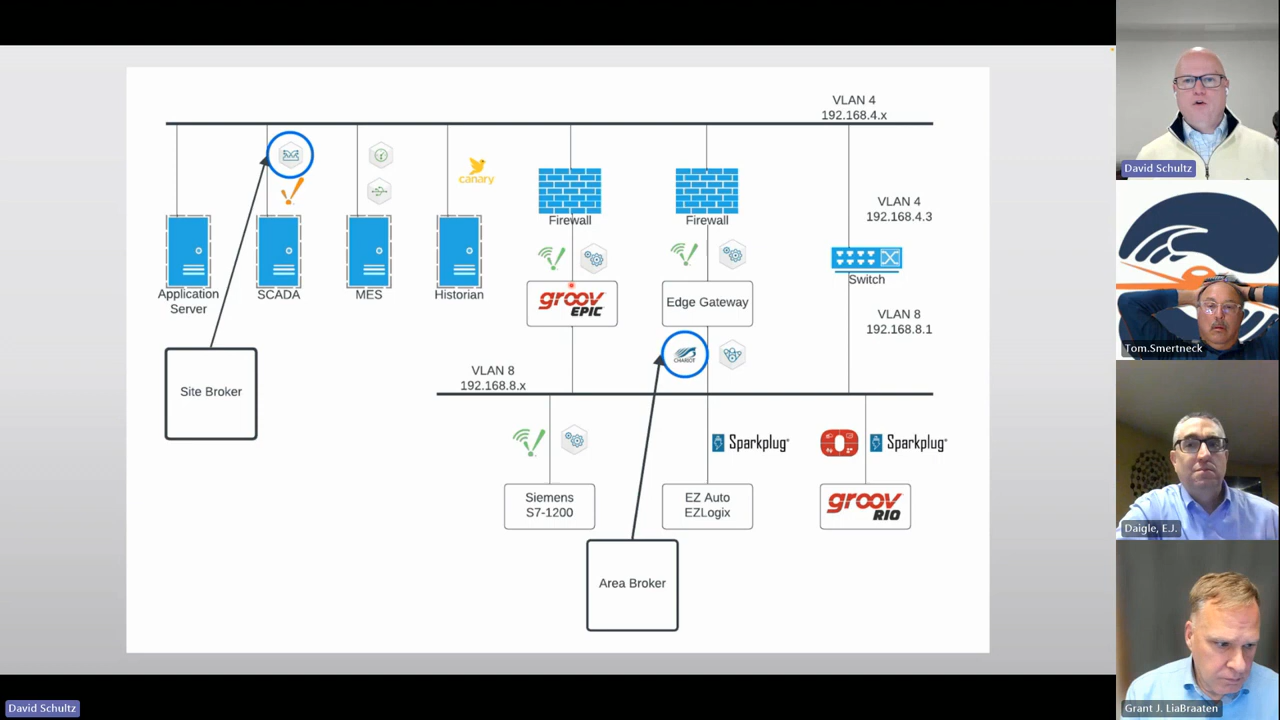 VLAN 4
192.168.4.x
canary
Firewall
Firewall
VLAN 4
192.168.4.3
Switch
Application
Server
SCADA
MES
Historian
groov
EPIC
Edge Gateway
VLAN 8
192.168.8.1
CHARIOT
Site Broker
VLAN 8
192.168.8.x
Sparkplug
Sparkplug
Siemens
S7-1200
EZ Auto
EZLogix
groov
RIO
Area Broker
David Schultz
Tom.Smertneck
Daigle, E.J.
Grant J. LiaBraaten
David Schultz